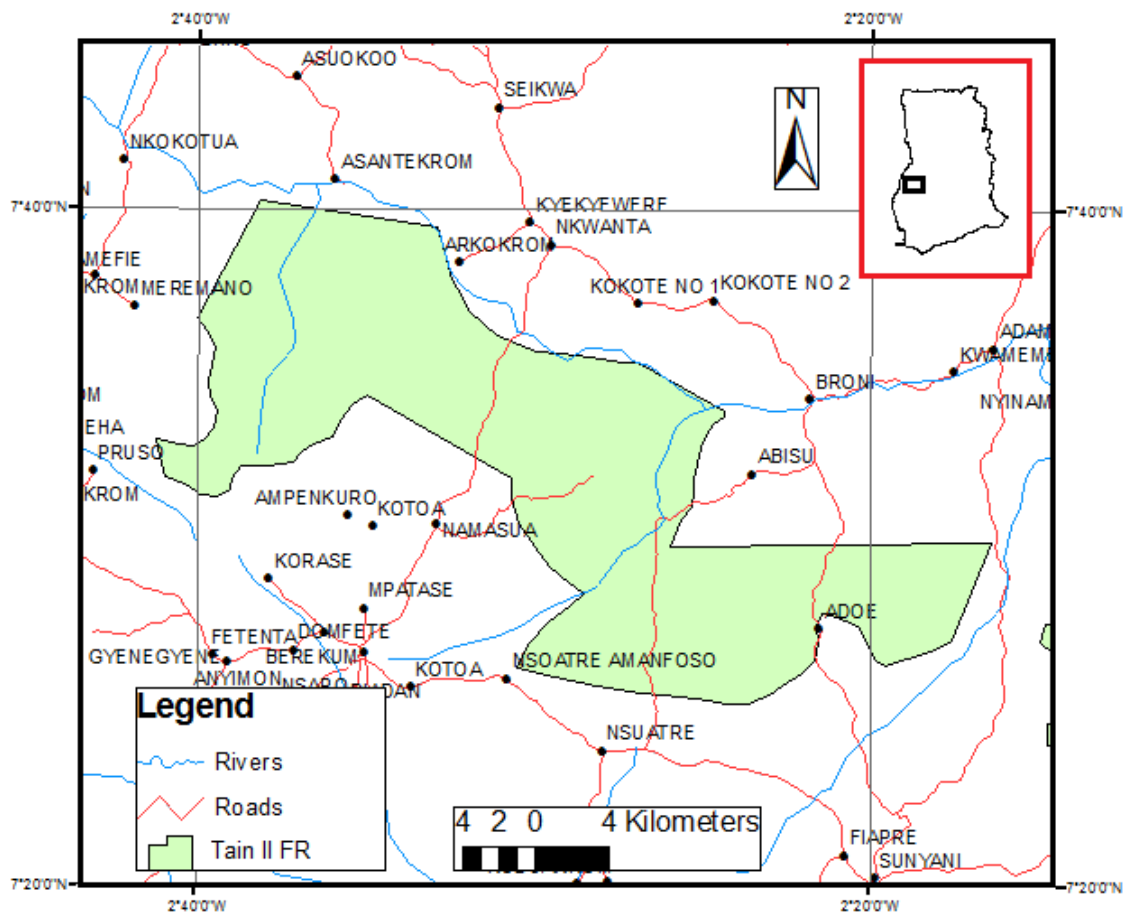 2°40'0"W
2°20'0"W
ASUOKOO
SEIKWA
N
NKOKOTUA
ASANTEKROM
N
7°40'0"N
7°40'0"N
KYEKYEWERE
NKWANTA
ARKOKROM
AMEFIE
KROM
MEREMANO
KOKOTE NO 1
KOKOTE NO 2
ADAM
KWAMEM
BRONI
NYINAM
OM
EHA
PRUSO
KROM
ABISU
AMPENKURO
KOTOA
NAMASUA
KORASE
MPATASE
ADOE
DOMFETE
FETENTA
GYENEGYENE
BEREKUM
NSOATRE AMANFOSO
KOTOA
ANYIMON
ADAN
Legend
Rivers
Roads
Tain II FR
NSUATRE
4 2 0 4 Kilometers
FIAPRE
SUNYANI
7°20'0"N
7°20'0"N
2°40'0"W
2°20'0"W